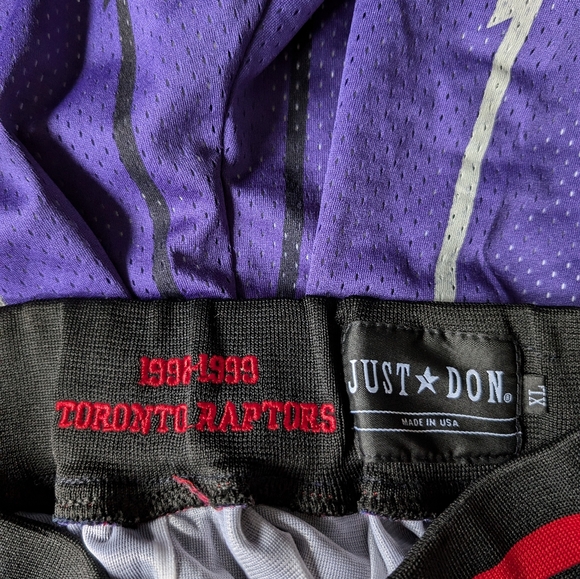 1998-1999
TORONTO RAPTORS
JUST★DON®
MADE IN USA
XL